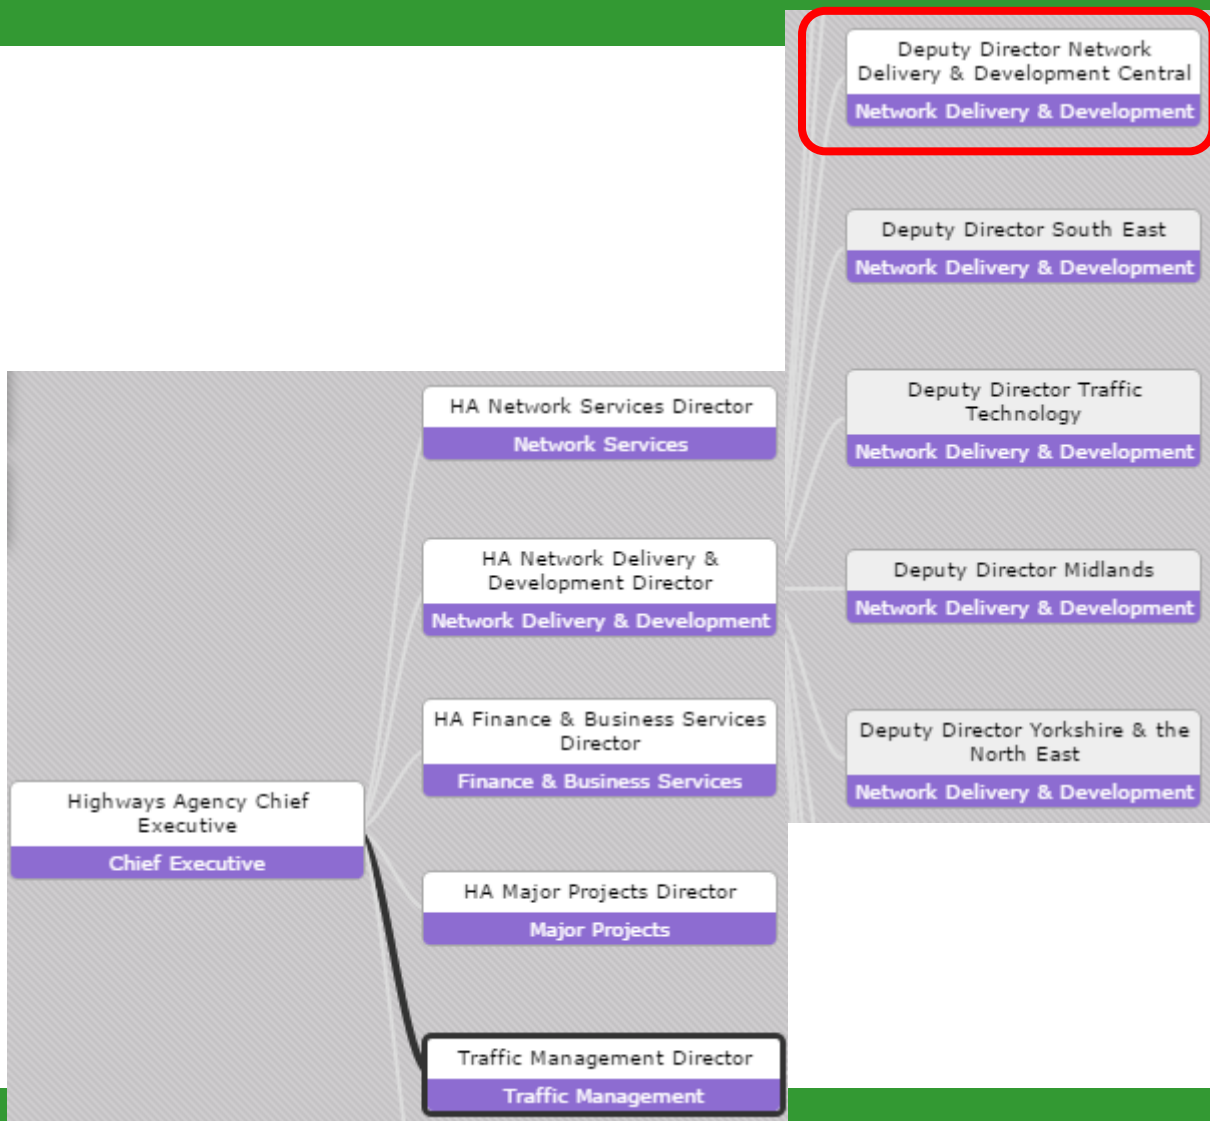 Deputy Director Network
Delivery & Development Central
Network Delivery & Development
Deputy Director South East
Network Delivery & Development
Deputy Director Traffic
Technology
Network Delivery & Development
Deputy Director Midlands
Network Delivery & Development
Deputy Director Yorkshire & the
North East
Network Delivery & Development
HA Network Services Director
Network Services
HA Network Delivery &
Development Director
Network Delivery & Development
HA Finance & Business Services
Director
Finance & Business Services
Highways Agency Chief
Executive
Chief Executive
HA Major Projects Director
Major Projects
Traffic Management Director
Traffic Management